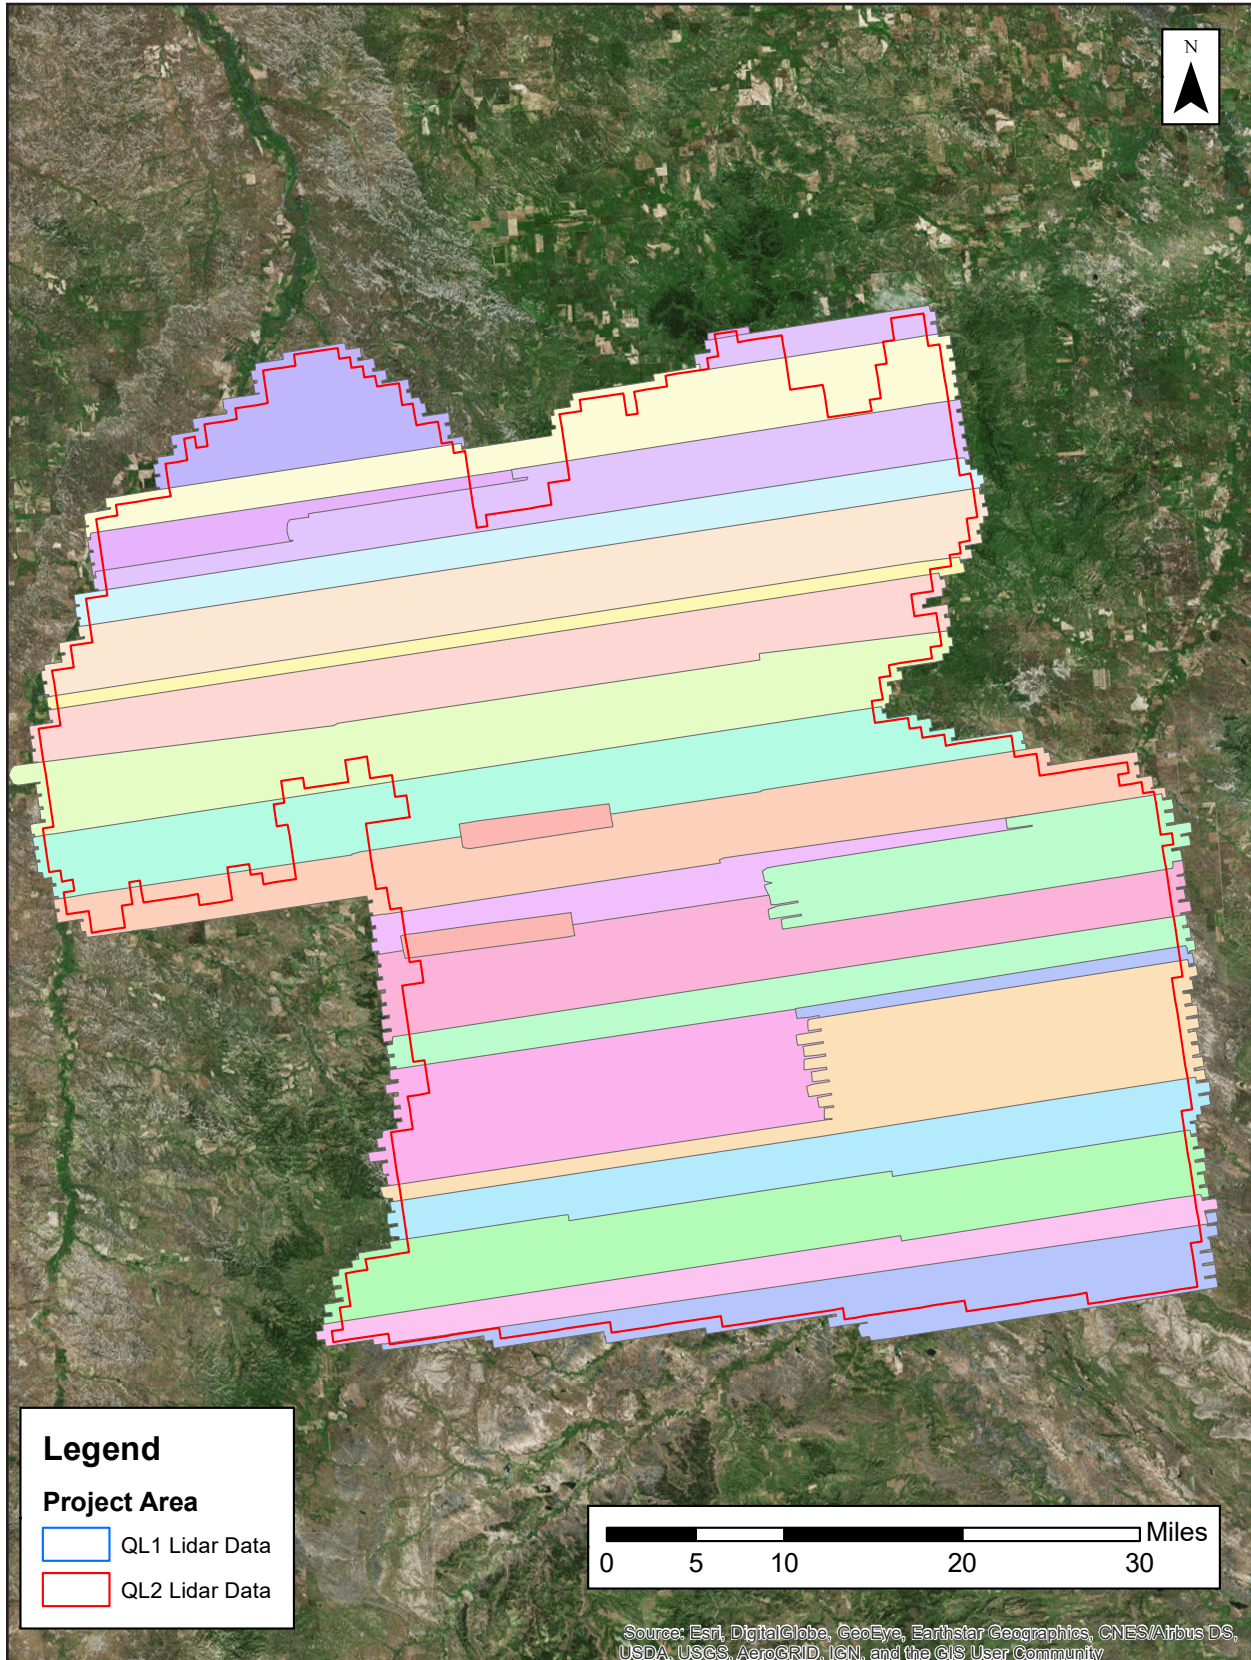 N
Legend
Project Area
QL1 Lidar Data
QL2 Lidar Data
Miles
0 5 10 20 30
Source: Esri, DigitalGlobe, GeoEye, Earthstar Geographics, CNES/Airbus DS,
USDA, USGS, AeroGRID, IGN, and the GIS User Community